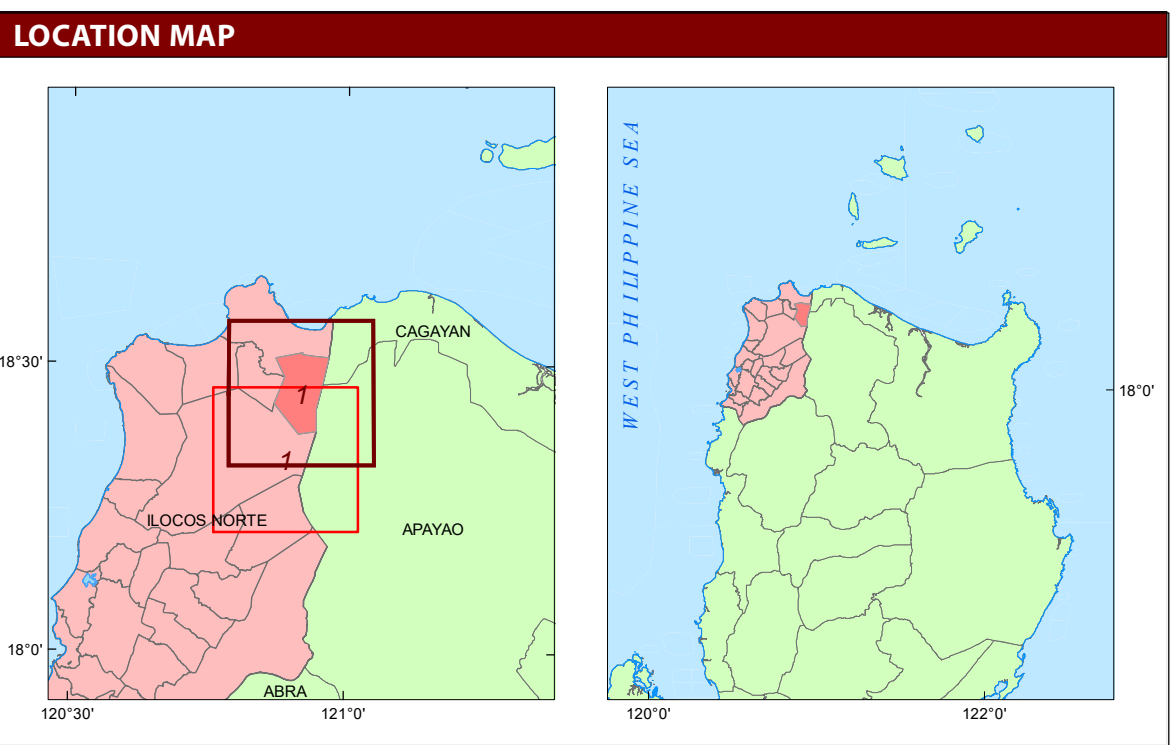 LOCATION MAP
CAGAYAN
18°30'
1
1
ILOCOS NORTE
APAYAO
18°0'
ABRA
120°30'
121°0'
WEST PHILIPPINE SEA
18°0'
120°0'
122°0'